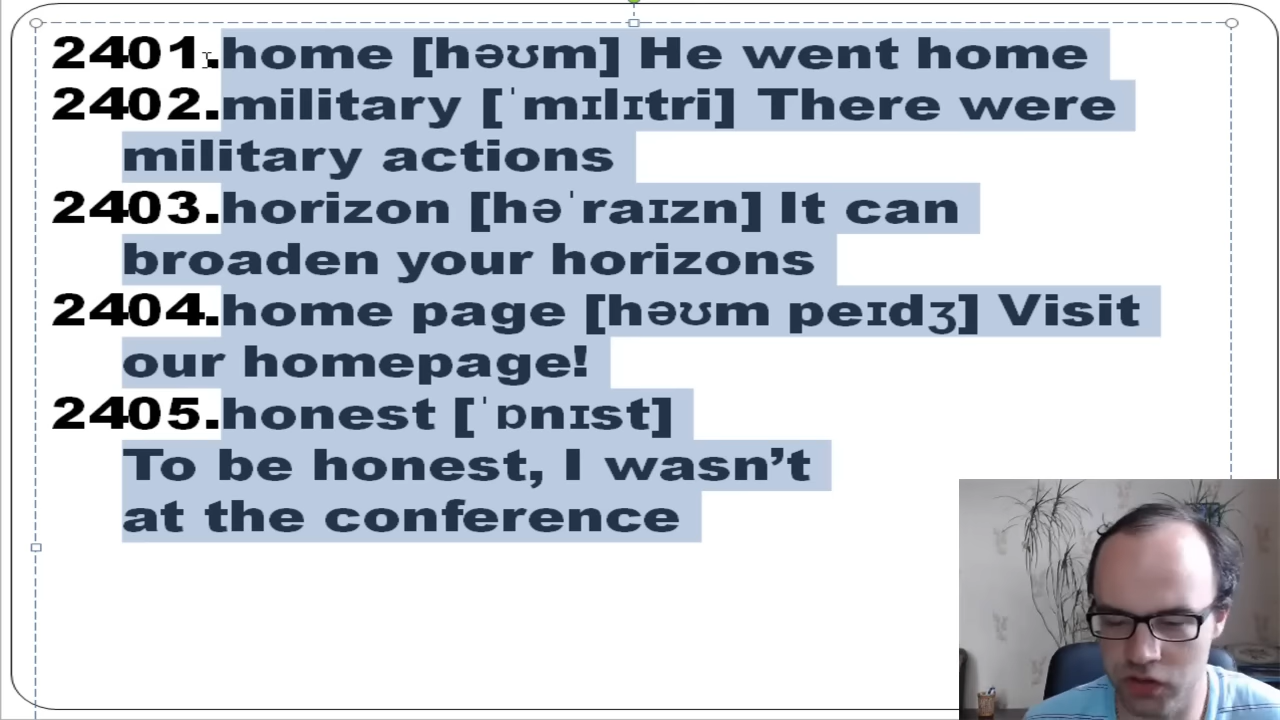 2401.home [həʊm] He went home
2402.military [ˈmɪlɪtri] There were
military actions
2403.horizon [həˈraɪzn] It can
broaden your horizons
2404.home page [həʊm peɪdʒ] Visit
our homepage!
2405.honest [ˈɒnɪst]
To be honest, I wasn’t
at the conference